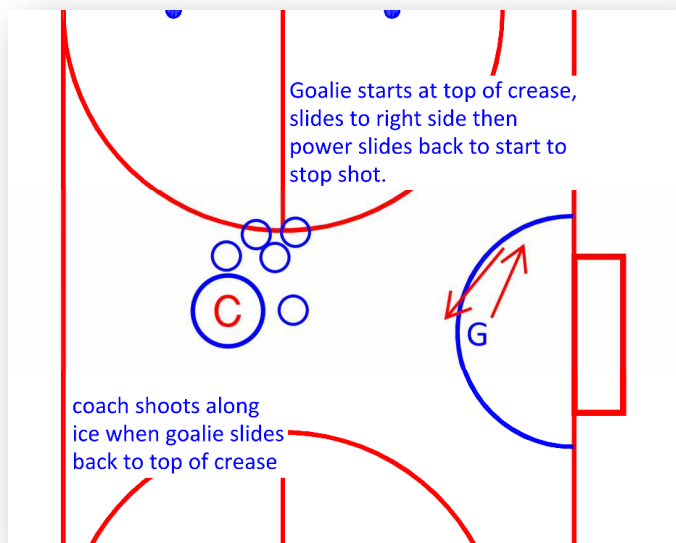 Goalie starts at top of crease,
slides to right side then
power slides back to start to
stop shot.
C
G
coach shoots along
ice when goalie slides
back to top of crease